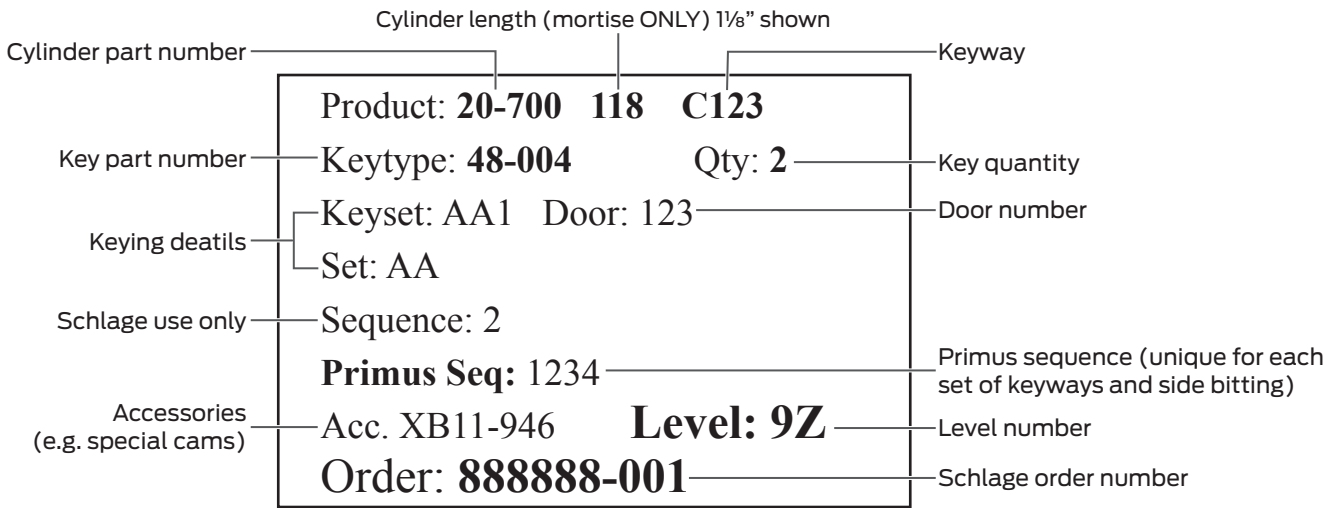 Cylinder length (mortise ONLY) 1⅛” shown
Cylinder part number
Keyway
Product: 20-700 118 C123
Key part number
Keytype: 48-004 Qty: 2
Key quantity
Keyset: AA1 Door: 123
Door number
Keying deatils
Set: AA
Schlage use only
Sequence: 2
Primus Seq: 1234
Primus sequence (unique for each
set of keyways and side bitting)
Accessories
(e.g. special cams)
Acc. XB11-946 Level: 9Z
Level number
Order: 888888-001
Schlage order number